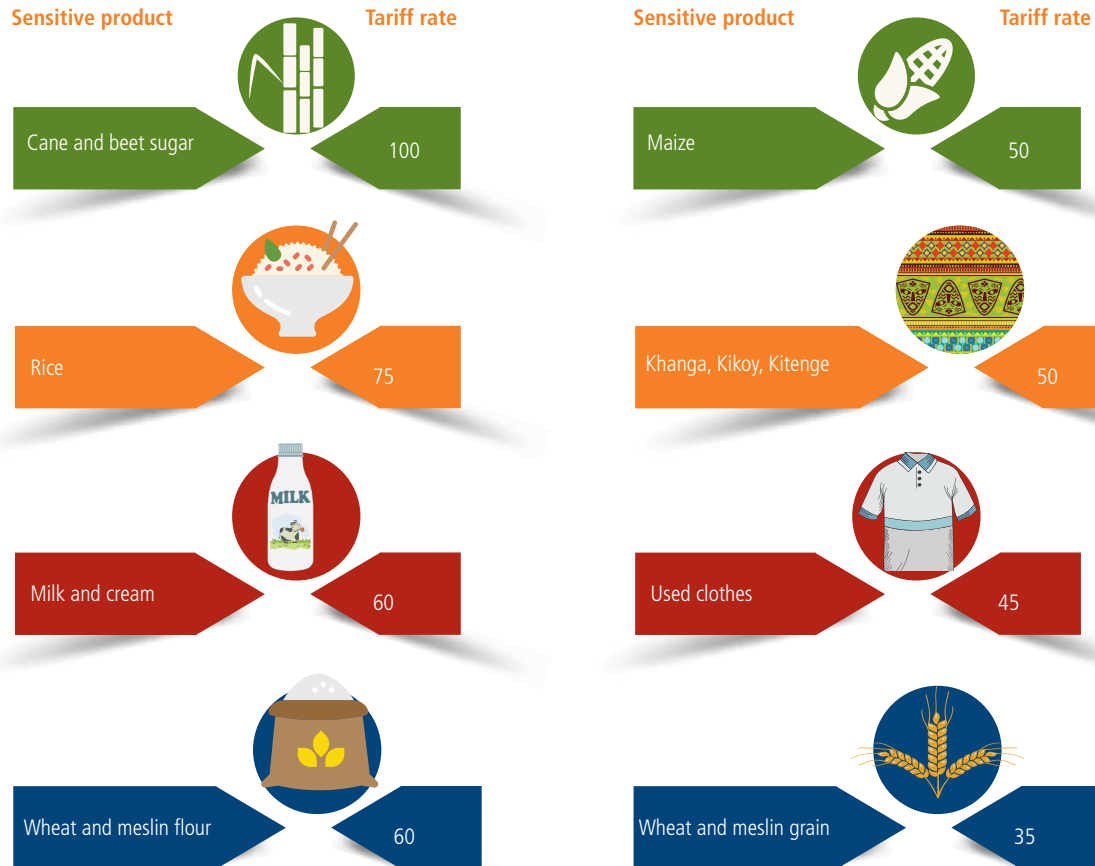 Sensitive product Tariff rate
Cane and beet sugar 100
Rice 75
MILK
Milk and cream 60
Wheat and meslin flour 60
Sensitive product Tariff rate
Maize 50
Khanga, Kikoy, Kitenge 50
Used clothes 45
Wheat and meslin grain 35